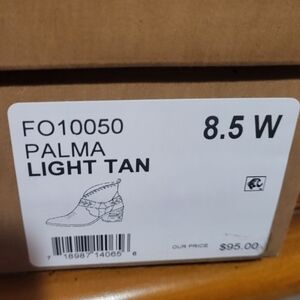 FO10050 8.5 W
PALMA
LIGHT TAN
OUR PRICE $95.00
7 18987 14065 6